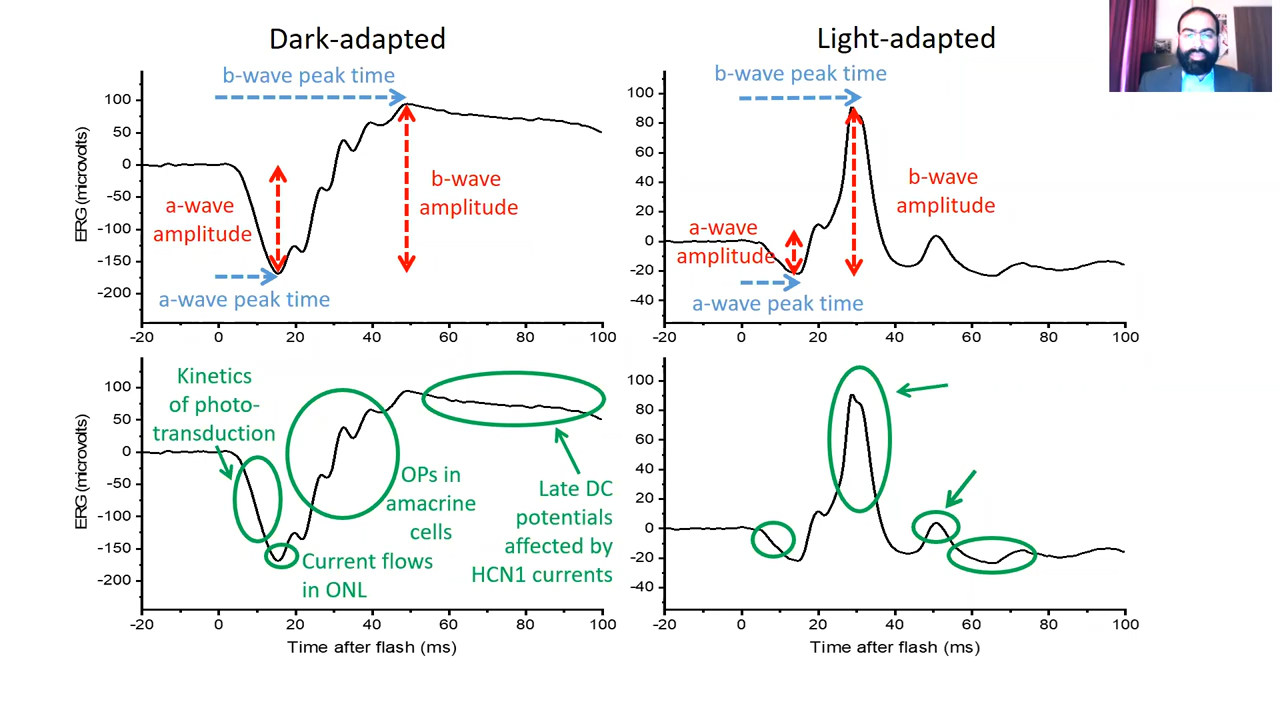 Dark-adapted
Light-adapted
b-wave peak time
100
50
0
-50
-100
-150
-200
ERG (microvolts)
a-wave
amplitude
b-wave
amplitude
a-wave peak time
-20
0
20
40
60
80
100
b-wave peak time
100
80
60
40
20
0
-20
-40
a-wave
amplitude
b-wave
amplitude
a-wave peak time
-20
0
20
40
60
80
100
100
50
0
-50
-100
-150
-200
ERG (microvolts)
Kinetics
of photo-
transduction
OPs in
amacrine
cells
Current flows
in ONL
Late DC
potentials
affected by
HCN1 currents
-20
0
20
40
60
80
100
Time after flash (ms)
100
80
60
40
20
0
-20
-40
-20
0
20
40
60
80
100
Time after flash (ms)